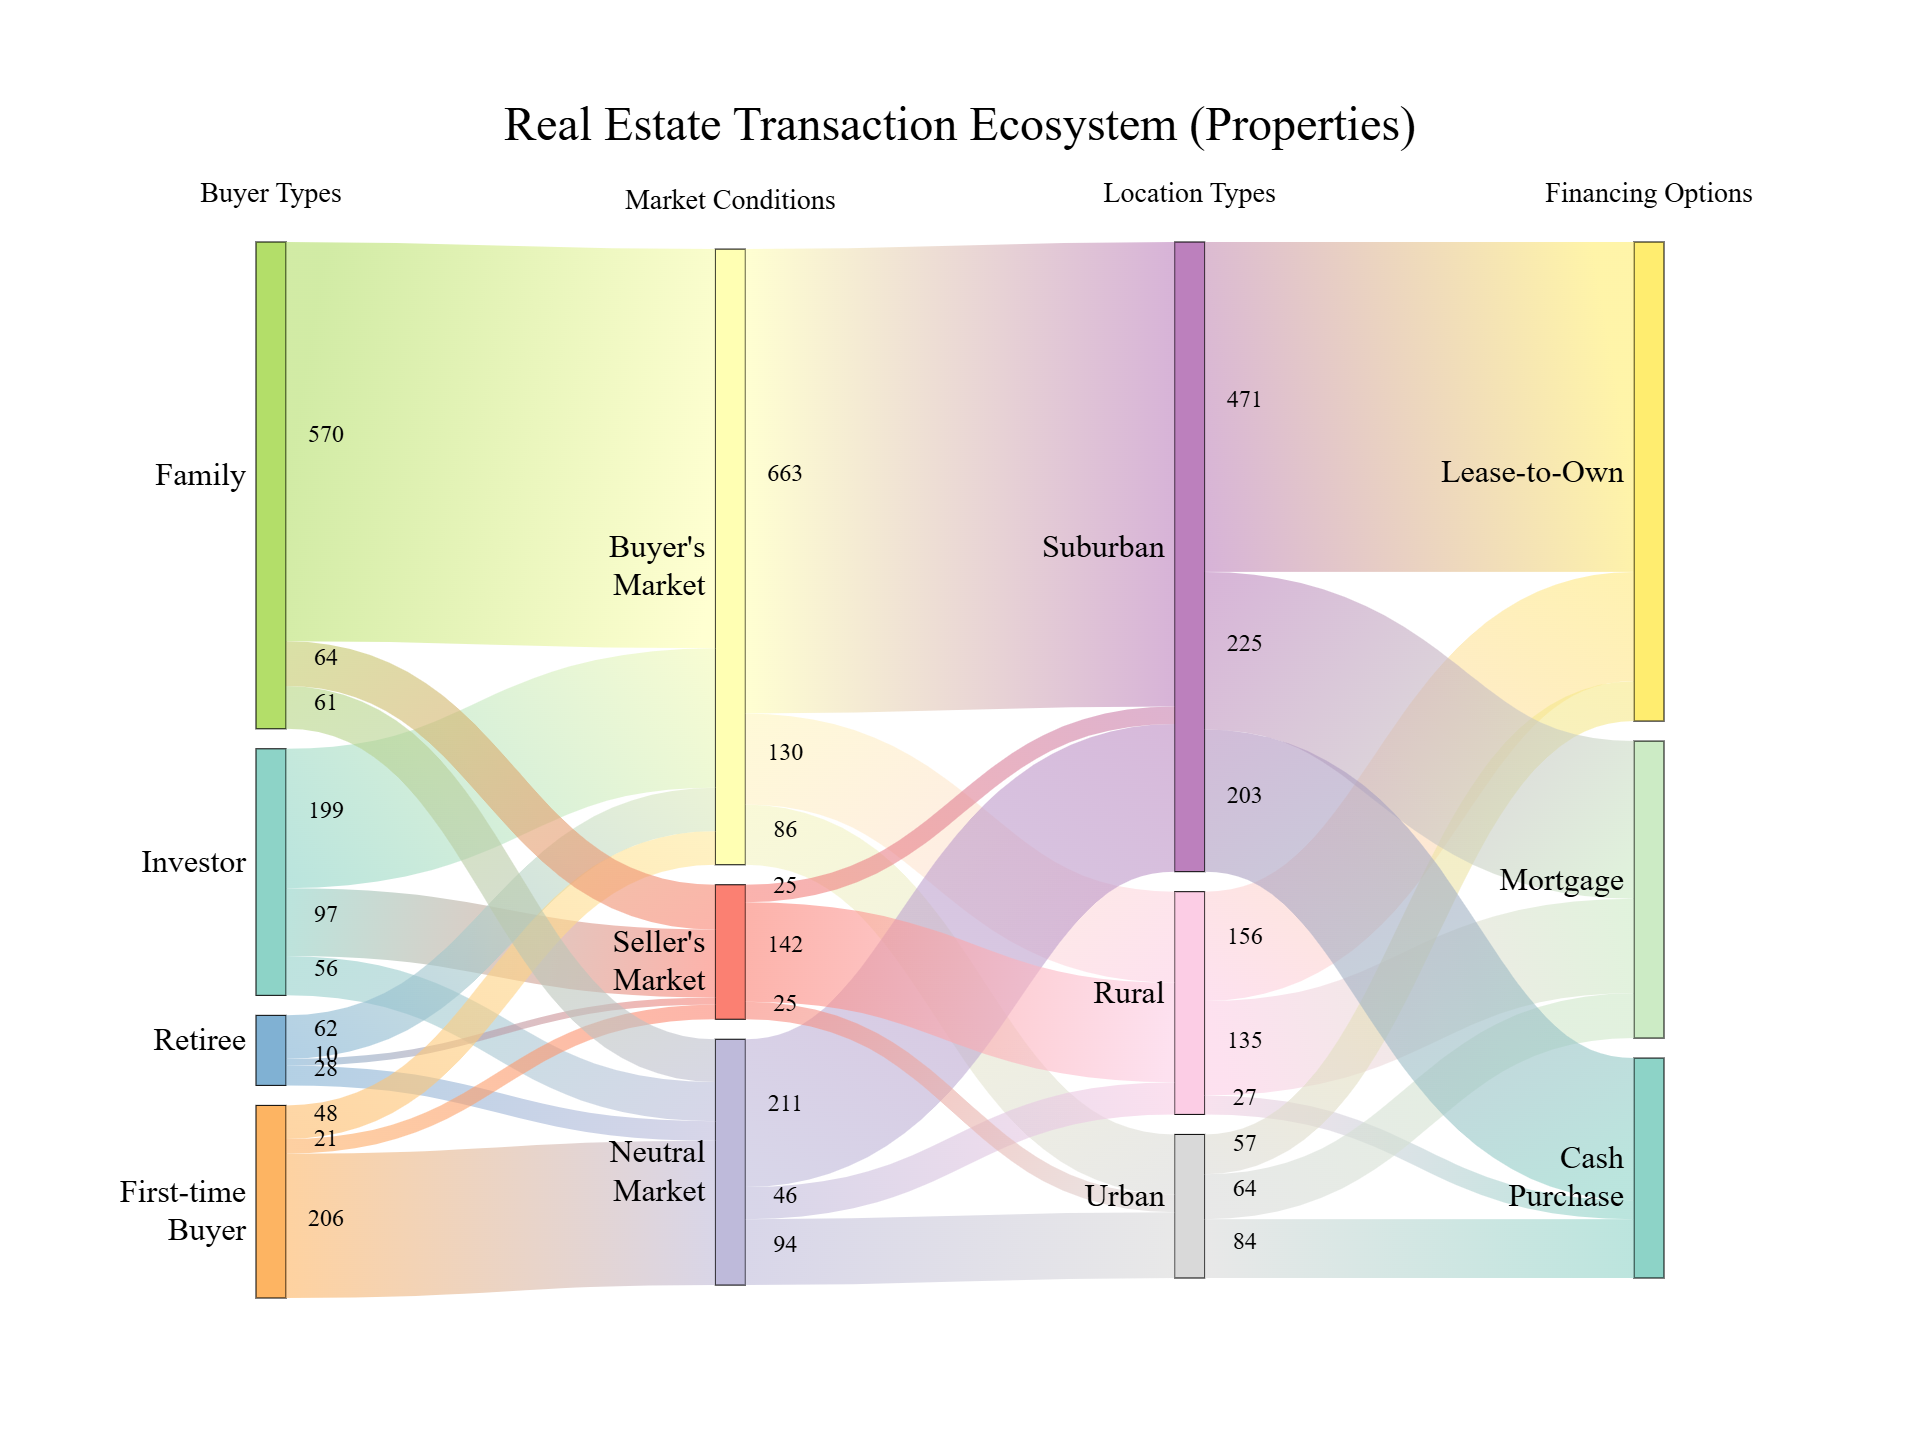 Real Estate Transaction Ecosystem (Properties)
Buyer Types
Market Conditions
Location Types
Financing Options
Family
570
64
61
Investor
199
97
56
Retiree
62
10
28
First-time
Buyer
48
21
206
Buyer's
Market
663
130
86
Seller's
Market
25
142
25
Neutral
Market
211
46
94
Suburban
471
225
203
Rural
156
135
27
Urban
57
64
84
Lease-to-Own
Mortgage
Cash
Purchase